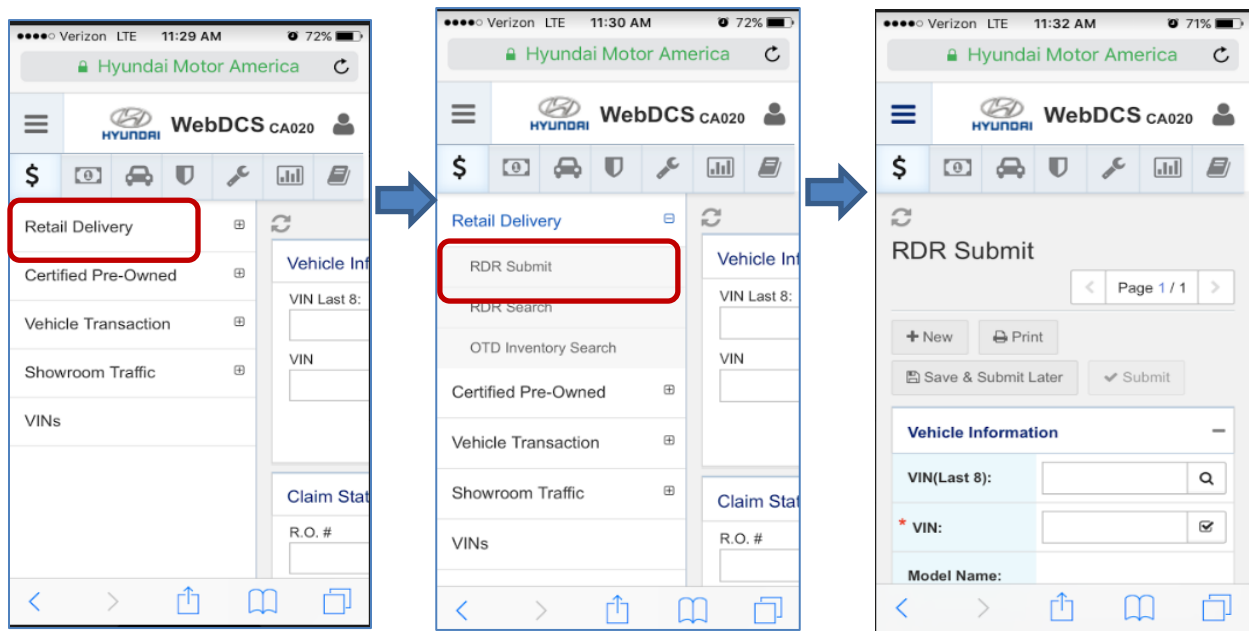 Verizon LTE 11:29 AM 72%
Hyundai Motor America
HYUNDAI WebDCS CA020
$
Retail Delivery
Certified Pre-Owned
Vehicle Transaction
Showroom Traffic
VINs
Vehicle Inf
VIN Last 8:
VIN
Claim Stat
R.O. #
Verizon LTE 11:30 AM 72%
Hyundai Motor America
HYUNDAI WebDCS CA020
$
Retail Delivery
RDR Submit
RDR Search
OTD Inventory Search
Certified Pre-Owned
Vehicle Transaction
Showroom Traffic
VINs
Vehicle Inf
VIN Last 8:
VIN
Claim Stat
R.O. #
Verizon LTE 11:32 AM 71%
Hyundai Motor America
HYUNDAI WebDCS CA020
$
RDR Submit
< Page 1 / 1 >
+ New Print
Save & Submit Later Submit
Vehicle Information −
VIN(Last 8):
* VIN:
Model Name: